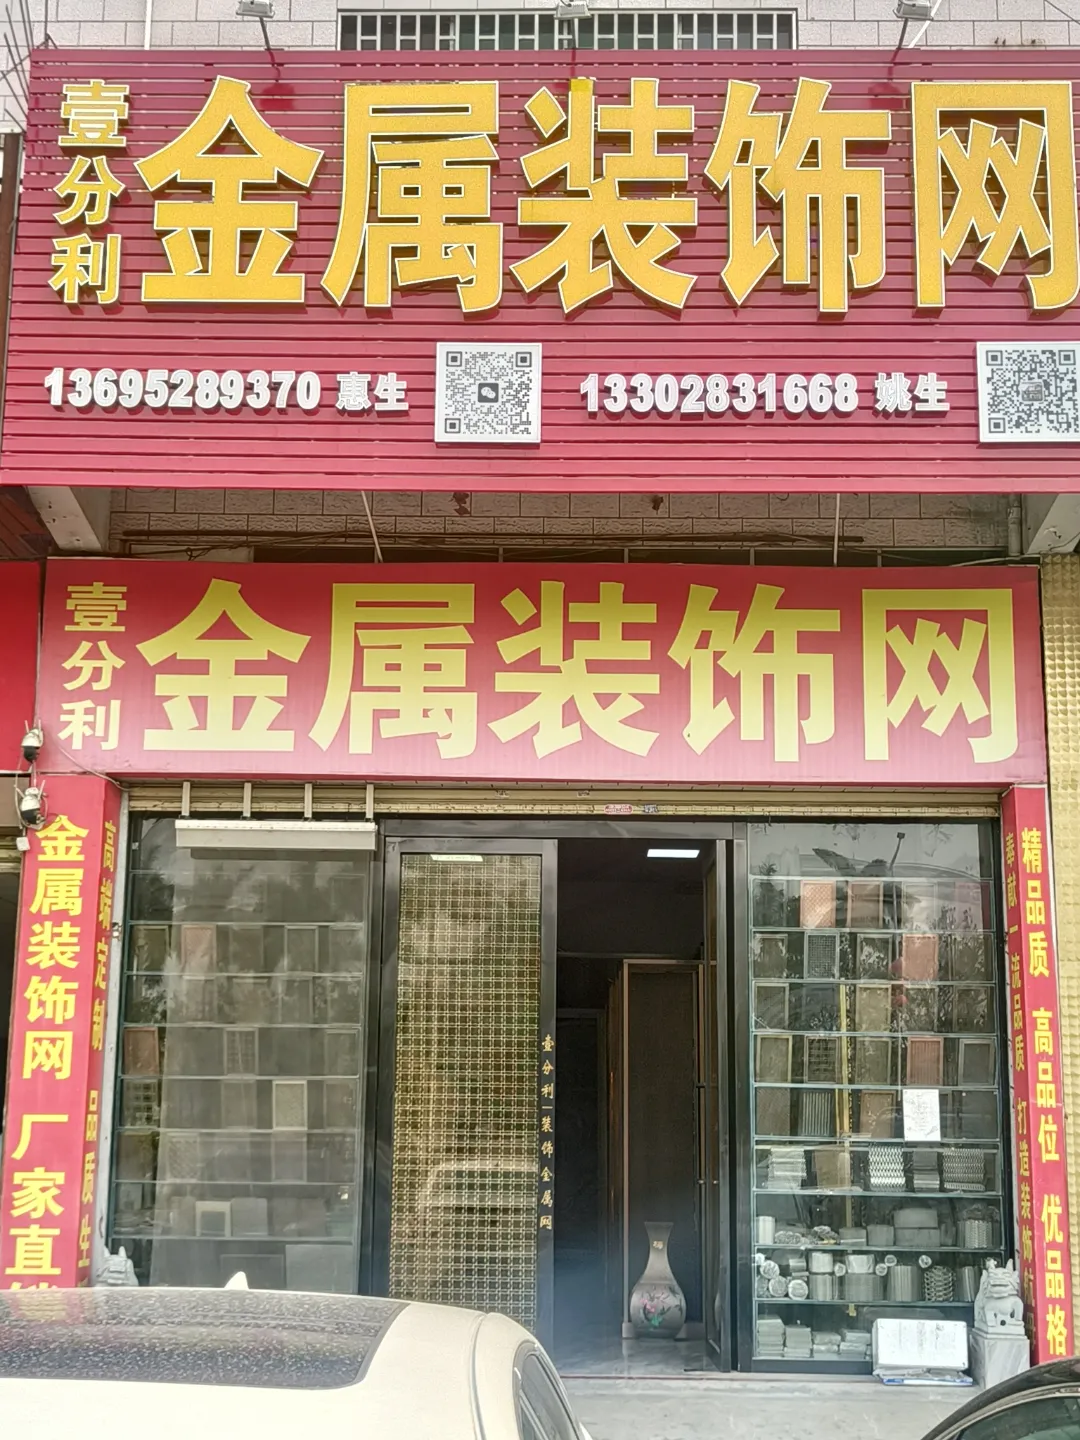 壹分利
金属装饰网
13695289370 惠生
13302831668 姚生
壹分利
金属装饰网
金属装饰网 厂家直
高端定制 品质生
壹分利—装饰金属网
奉献一流品质 打造装饰
精品质 高品位 优品格